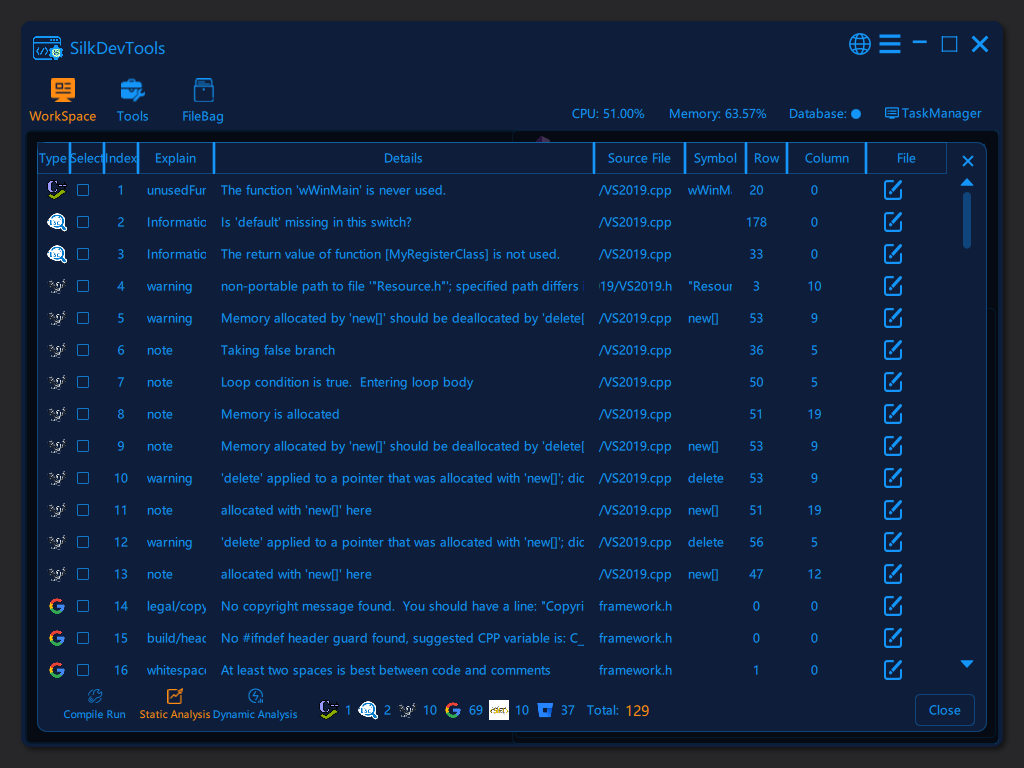 SilkDevTools
WorkSpace Tools FileBag
CPU: 51.00% Memory: 63.57% Database: TaskManager
Type Select Index Explain Details Source File Symbol Row Column File
1 unusedFur The function 'wWinMain' is never used. /VS2019.cpp wWinM 20 0
2 Informatic Is 'default' missing in this switch? /VS2019.cpp 178 0
3 Informatic The return value of function [MyRegisterClass] is not used. /VS2019.cpp 33 0
4 warning non-portable path to file '"Resource.h"'; specified path differs 19/VS2019.h "Resour 3 10
5 warning Memory allocated by 'new[]' should be deallocated by 'delete[ /VS2019.cpp new[] 53 9
6 note Taking false branch /VS2019.cpp 36 5
7 note Loop condition is true.  Entering loop body /VS2019.cpp 50 5
8 note Memory is allocated /VS2019.cpp 51 19
9 note Memory allocated by 'new[]' should be deallocated by 'delete[ /VS2019.cpp new[] 53 9
10 warning 'delete' applied to a pointer that was allocated with 'new[]'; dic /VS2019.cpp delete 53 9
11 note allocated with 'new[]' here /VS2019.cpp new[] 51 19
12 warning 'delete' applied to a pointer that was allocated with 'new[]'; dic /VS2019.cpp delete 56 5
13 note allocated with 'new[]' here /VS2019.cpp new[] 47 12
14 legal/copy No copyright message found.  You should have a line: "Copyri framework.h 0 0
15 build/head No #ifndef header guard found, suggested CPP variable is: C_ framework.h 0 0
16 whitespace At least two spaces is best between code and comments framework.h 1 0
Compile Run Static Analysis Dynamic Analysis 1 2 10 69 10 37 Total: 129 Close